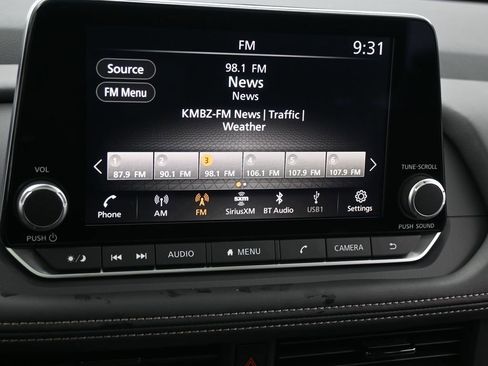 FM
9:31
Source
98.1 FM
FM Menu
News
News
KMBZ-FM News | Traffic |
Weather
1 2 3 4 5 6
87.9 FM 90.1 FM 98.1 FM 106.1 FM 107.9 FM 107.9 FM
VOL
TUNE-SCROLL
Phone AM FM SiriusXM BT Audio USB1 Settings
sxm
PUSH
PUSH SOUND
AUDIO MENU CAMERA